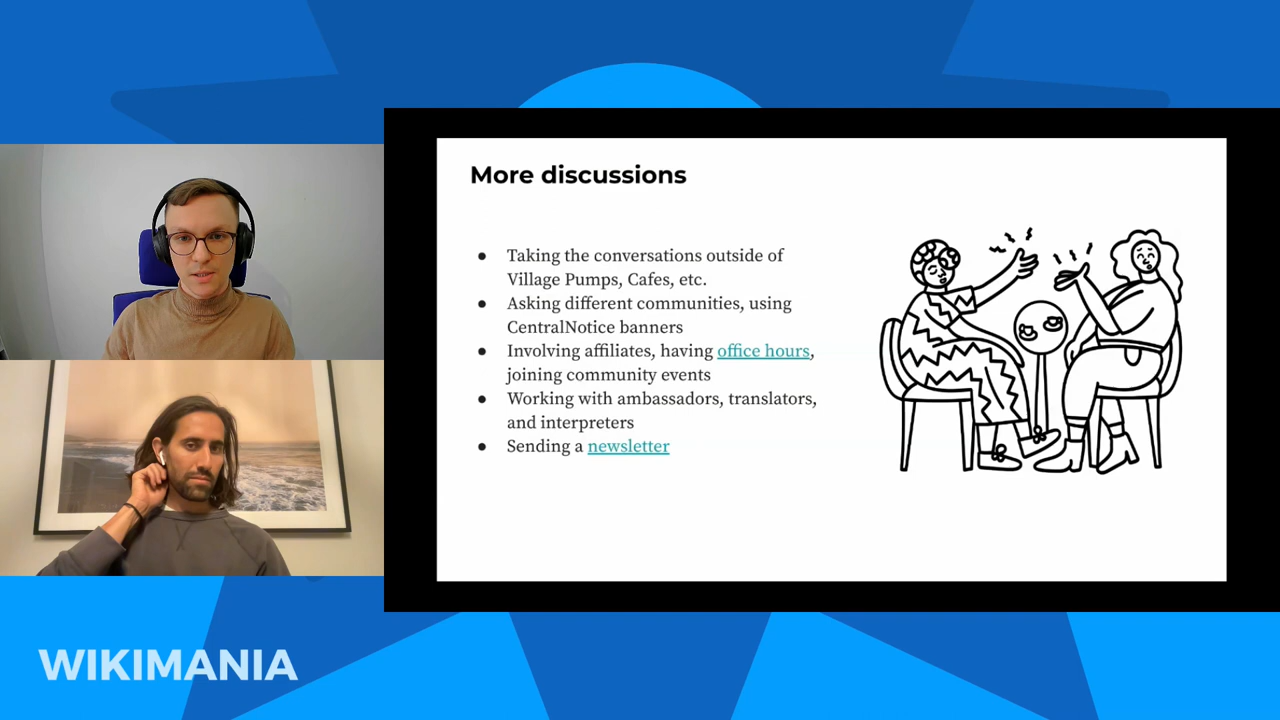 More discussions
● Taking the conversations outside of
Village Pumps, Cafes, etc.
● Asking different communities, using
CentralNotice banners
● Involving affiliates, having office hours,
joining community events
● Working with ambassadors, translators,
and interpreters
● Sending a newsletter
WIKIMANIA